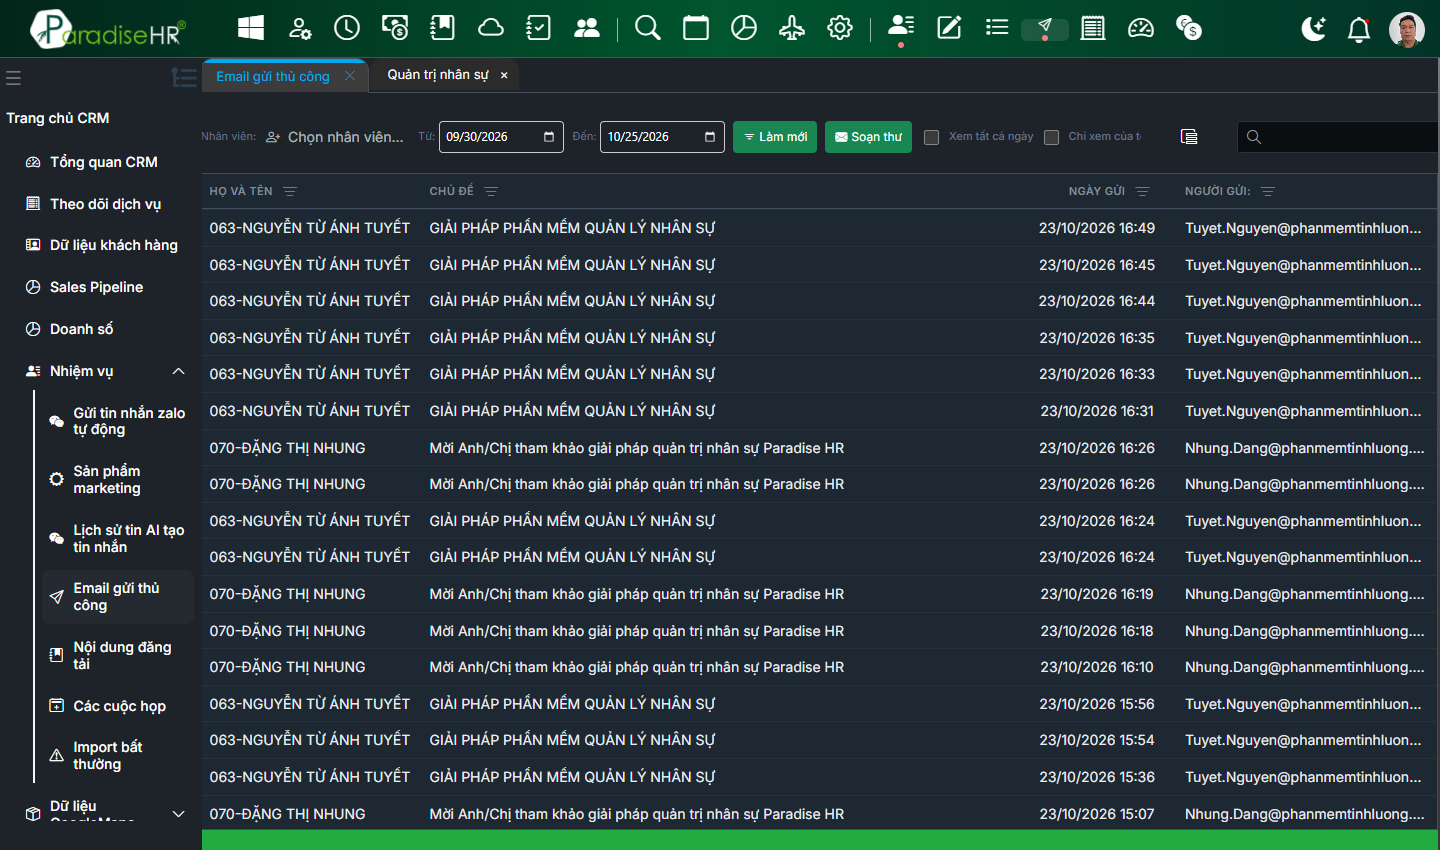 ParadiseHR®
Email gửi thủ công
Quản trị nhân sự ×
Trang chủ CRM
Tổng quan CRM
Theo dõi dịch vụ
Dữ liệu khách hàng
Sales Pipeline
Doanh số
Nhiệm vụ
Gửi tin nhắn zalo
tự động
Sản phẩm
marketing
Lịch sử tin AI tạo
tin nhắn
Email gửi thủ
công
Nội dung đăng
tải
Các cuộc họp
Import bất
thường
Dữ liệu
GoogleMaps
Nhân viên: Chọn nhân viên... Từ: 09/30/2026 Đến: 10/25/2026 Làm mới Soạn thư Xem tất cả ngày Chỉ xem của t
HỌ VÀ TÊN CHỦ ĐỀ NGÀY GỬI NGƯỜI GỬI:
063-NGUYỄN TỪ ÁNH TUYẾT GIẢI PHÁP PHẦN MỀM QUẢN LÝ NHÂN SỰ 23/10/2026 16:49 Tuyet.Nguyen@phanmemtinhluon...
063-NGUYỄN TỪ ÁNH TUYẾT GIẢI PHÁP PHẦN MỀM QUẢN LÝ NHÂN SỰ 23/10/2026 16:45 Tuyet.Nguyen@phanmemtinhluon...
063-NGUYỄN TỪ ÁNH TUYẾT GIẢI PHÁP PHẦN MỀM QUẢN LÝ NHÂN SỰ 23/10/2026 16:44 Tuyet.Nguyen@phanmemtinhluon...
063-NGUYỄN TỪ ÁNH TUYẾT GIẢI PHÁP PHẦN MỀM QUẢN LÝ NHÂN SỰ 23/10/2026 16:35 Tuyet.Nguyen@phanmemtinhluon...
063-NGUYỄN TỪ ÁNH TUYẾT GIẢI PHÁP PHẦN MỀM QUẢN LÝ NHÂN SỰ 23/10/2026 16:33 Tuyet.Nguyen@phanmemtinhluon...
063-NGUYỄN TỪ ÁNH TUYẾT GIẢI PHÁP PHẦN MỀM QUẢN LÝ NHÂN SỰ 23/10/2026 16:31 Tuyet.Nguyen@phanmemtinhluon...
070-ĐẶNG THỊ NHUNG Mời Anh/Chị tham khảo giải pháp quản trị nhân sự Paradise HR 23/10/2026 16:26 Nhung.Dang@phanmemtinhluong....
070-ĐẶNG THỊ NHUNG Mời Anh/Chị tham khảo giải pháp quản trị nhân sự Paradise HR 23/10/2026 16:26 Nhung.Dang@phanmemtinhluong....
063-NGUYỄN TỪ ÁNH TUYẾT GIẢI PHÁP PHẦN MỀM QUẢN LÝ NHÂN SỰ 23/10/2026 16:24 Tuyet.Nguyen@phanmemtinhluon...
063-NGUYỄN TỪ ÁNH TUYẾT GIẢI PHÁP PHẦN MỀM QUẢN LÝ NHÂN SỰ 23/10/2026 16:24 Tuyet.Nguyen@phanmemtinhluon...
070-ĐẶNG THỊ NHUNG Mời Anh/Chị tham khảo giải pháp quản trị nhân sự Paradise HR 23/10/2026 16:19 Nhung.Dang@phanmemtinhluong....
070-ĐẶNG THỊ NHUNG Mời Anh/Chị tham khảo giải pháp quản trị nhân sự Paradise HR 23/10/2026 16:18 Nhung.Dang@phanmemtinhluong....
070-ĐẶNG THỊ NHUNG Mời Anh/Chị tham khảo giải pháp quản trị nhân sự Paradise HR 23/10/2026 16:10 Nhung.Dang@phanmemtinhluong....
063-NGUYỄN TỪ ÁNH TUYẾT GIẢI PHÁP PHẦN MỀM QUẢN LÝ NHÂN SỰ 23/10/2026 15:56 Tuyet.Nguyen@phanmemtinhluon...
063-NGUYỄN TỪ ÁNH TUYẾT GIẢI PHÁP PHẦN MỀM QUẢN LÝ NHÂN SỰ 23/10/2026 15:54 Tuyet.Nguyen@phanmemtinhluon...
063-NGUYỄN TỪ ÁNH TUYẾT GIẢI PHÁP PHẦN MỀM QUẢN LÝ NHÂN SỰ 23/10/2026 15:36 Tuyet.Nguyen@phanmemtinhluon...
070-ĐẶNG THỊ NHUNG Mời Anh/Chị tham khảo giải pháp quản trị nhân sự Paradise HR 23/10/2026 15:07 Nhung.Dang@phanmemtinhluong....